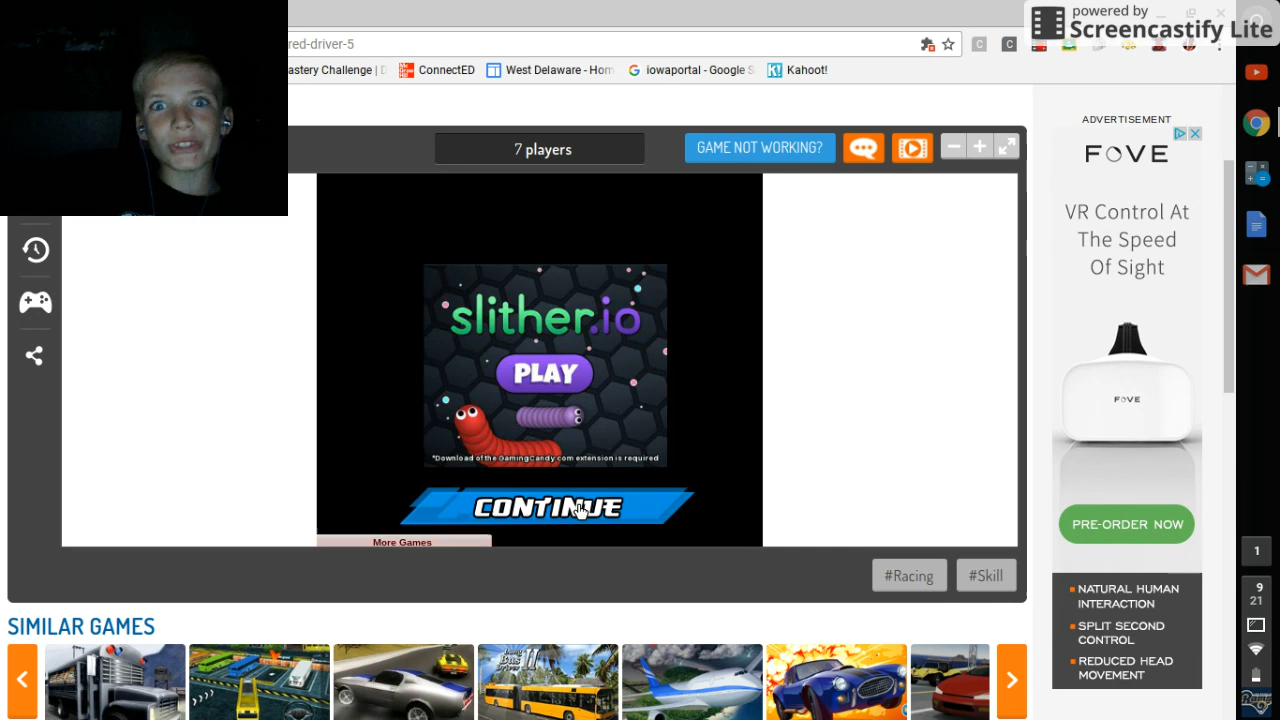 powered by
Screencastify Lite
red-driver-5
C
C
astery Challenge | D
ConnectED
West Delaware - Hom
iowaportal - Google S
K!
Kahoot!
7 players
GAME NOT WORKING?
ADVERTISEMENT
FOVE
VR Control At
The Speed
Of Sight
slither.io
PLAY
*Download of the GamingCandy.com extension is required
CONTINUE
More Games
FOVE
PRE-ORDER NOW
#Racing
#Skill
NATURAL HUMAN
INTERACTION
SPLIT SECOND
CONTROL
REDUCED HEAD
MOVEMENT
1
9
21
SIMILAR GAMES